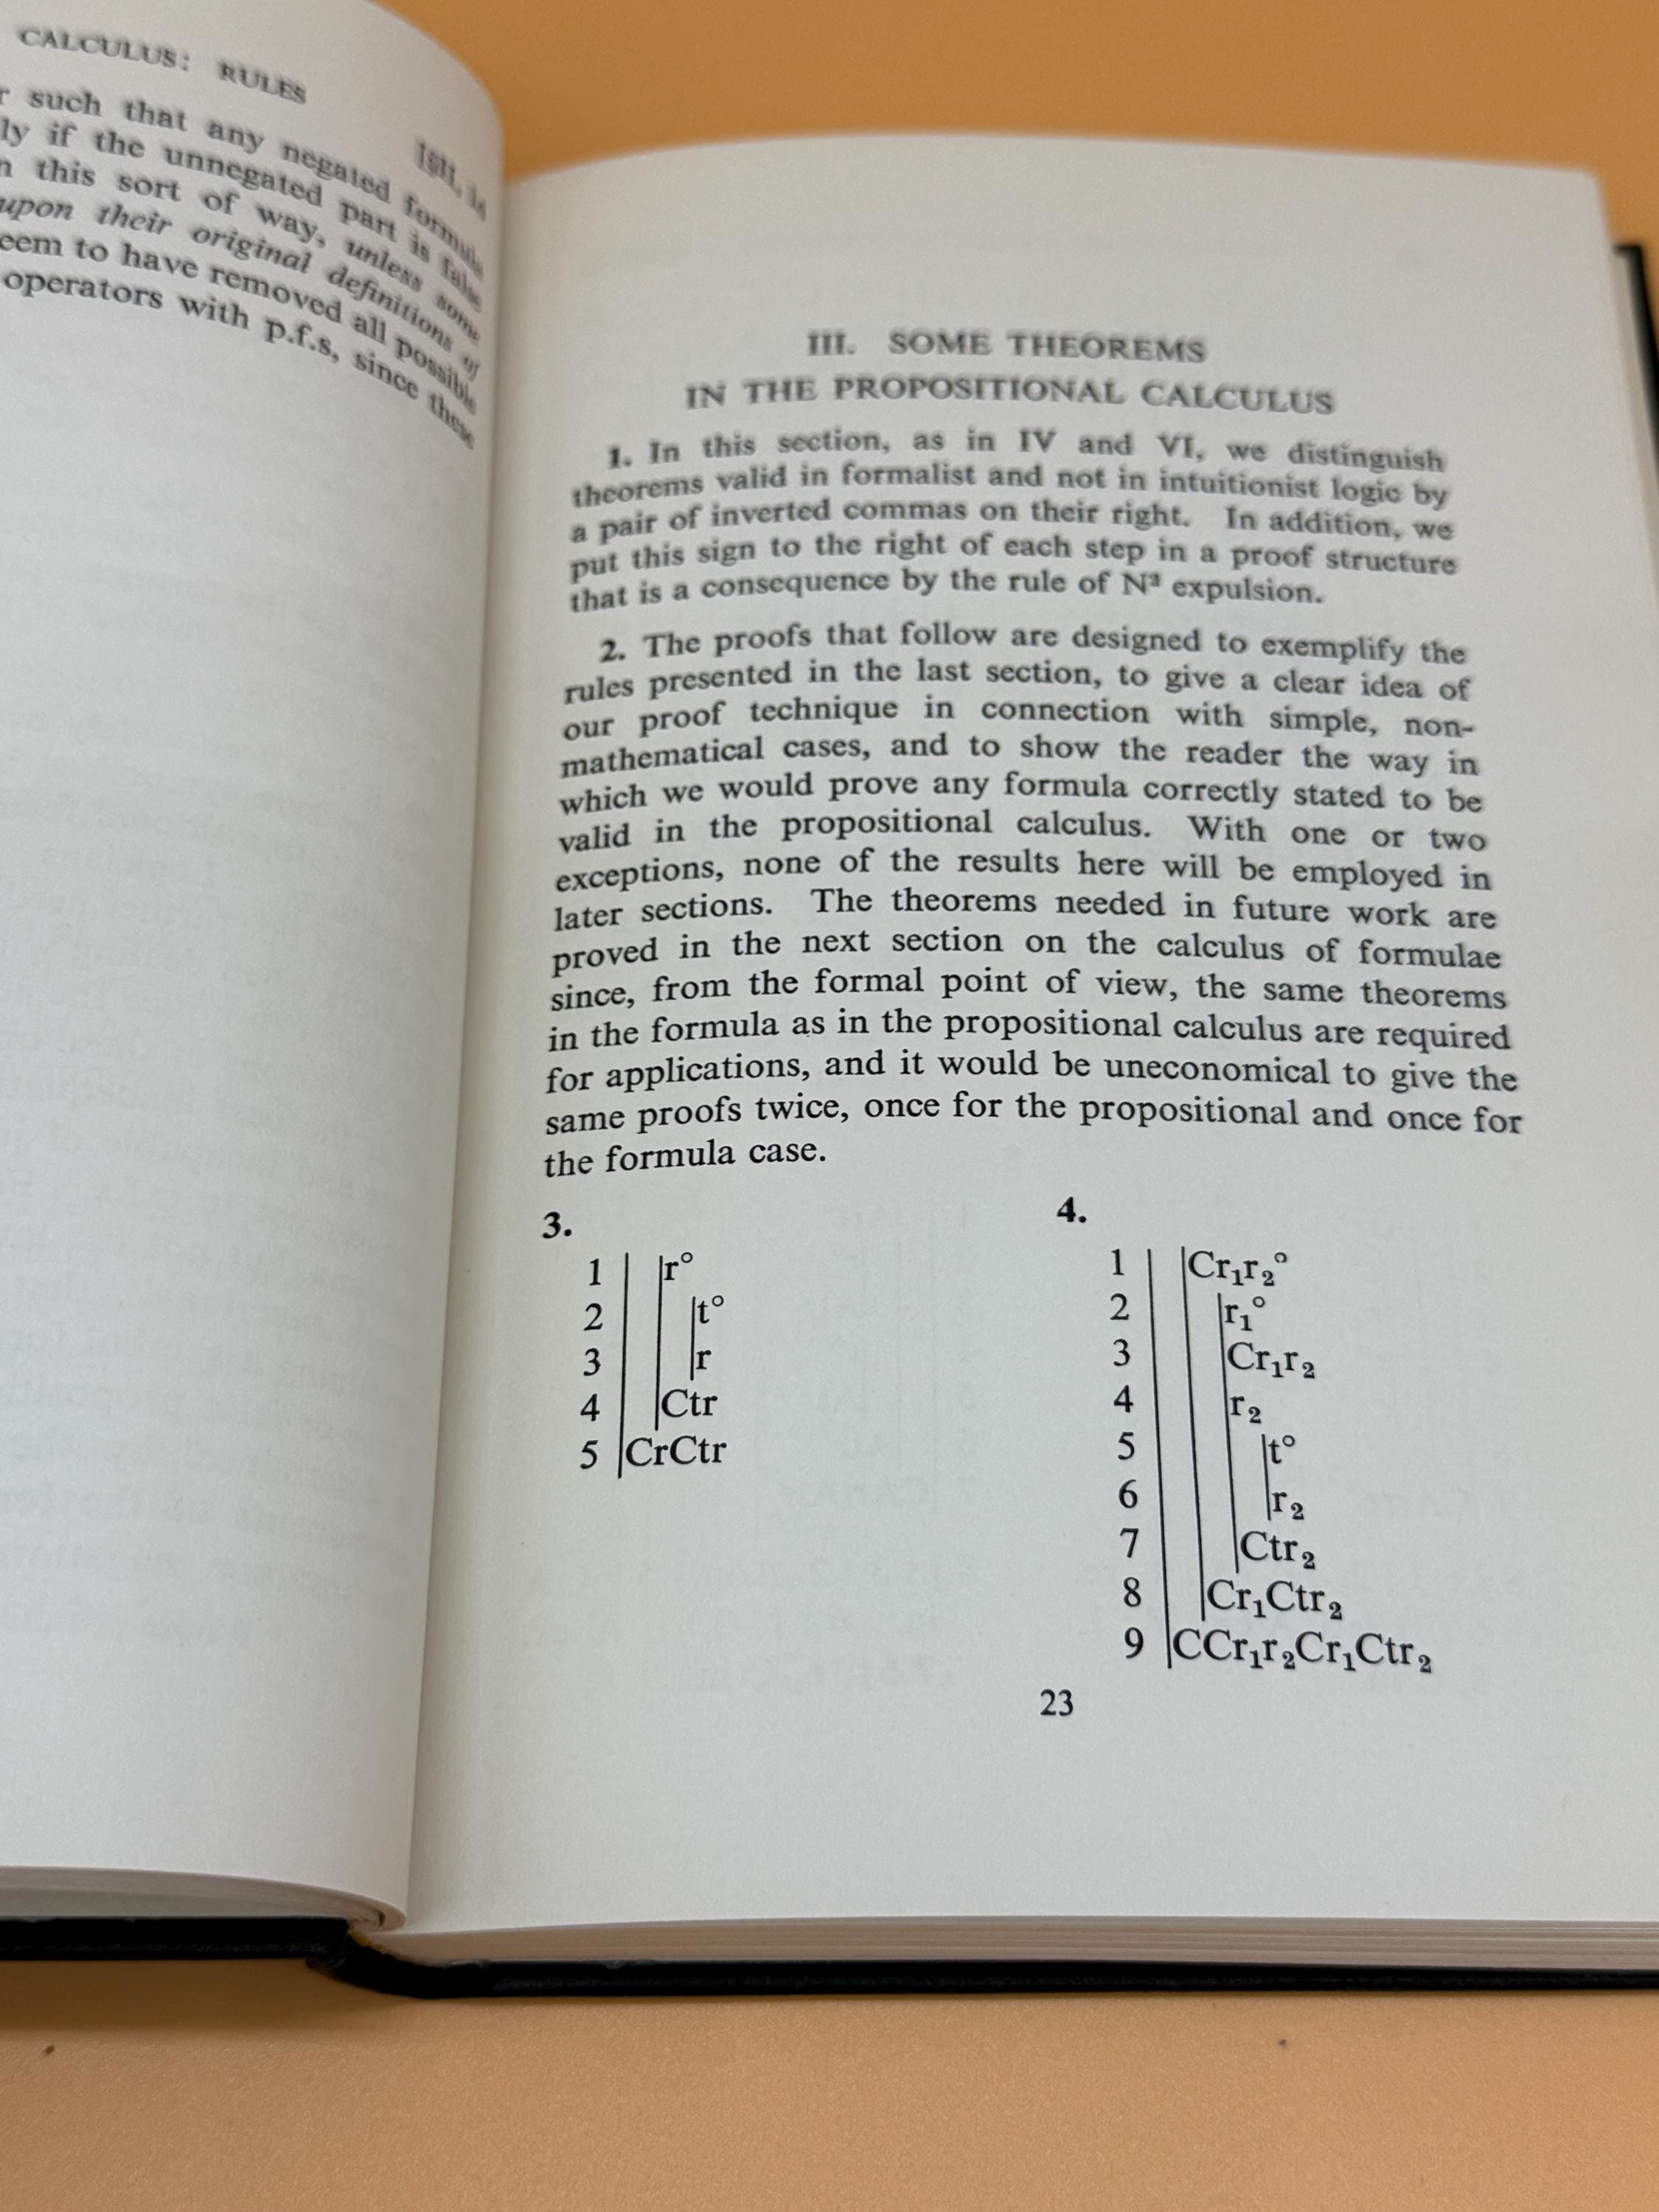 CALCULUS: RULES
[§II, 14
such that any negated formula
ly if the unnegated part is false
this sort of way, unless some
upon their original definitions of
eem to have removed all possible
operators with p.f.s, since these
III. SOME THEOREMS
IN THE PROPOSITIONAL CALCULUS
1. In this section, as in IV and VI, we distinguish
theorems valid in formalist and not in intuitionist logic by
a pair of inverted commas on their right. In addition, we
put this sign to the right of each step in a proof structure
that is a consequence by the rule of N² expulsion.
2. The proofs that follow are designed to exemplify the
rules presented in the last section, to give a clear idea of
our proof technique in connection with simple, non-
mathematical cases, and to show the reader the way in
which we would prove any formula correctly stated to be
valid in the propositional calculus. With one or two
exceptions, none of the results here will be employed in
later sections. The theorems needed in future work are
proved in the next section on the calculus of formulae
since, from the formal point of view, the same theorems
in the formula as in the propositional calculus are required
for applications, and it would be uneconomical to give the
same proofs twice, once for the propositional and once for
the formula case.
3.
1 | |r°
2 | | |t°
3 | | |r
4 | |Ctr
5 |CrCtr
4.
1 | |Cr₁r₂°
2 | | |r₁°
3 | | |Cr₁r₂
4 | | |r₂
5 | | | |t°
6 | | | |r₂
7 | | |Ctr₂
8 | |Cr₁Ctr₂
9 |CCr₁r₂Cr₁Ctr₂
23